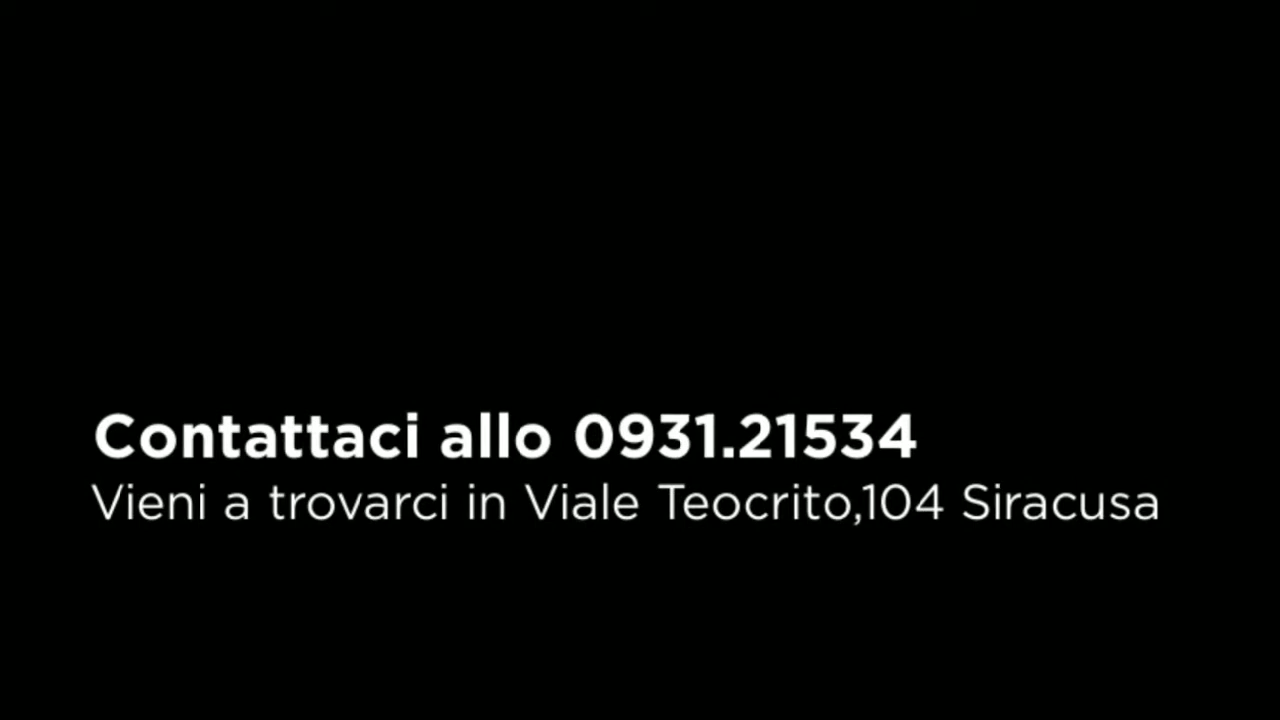 Contattaci allo 0931.21534
Vieni a trovarci in Viale Teocrito,104 Siracusa